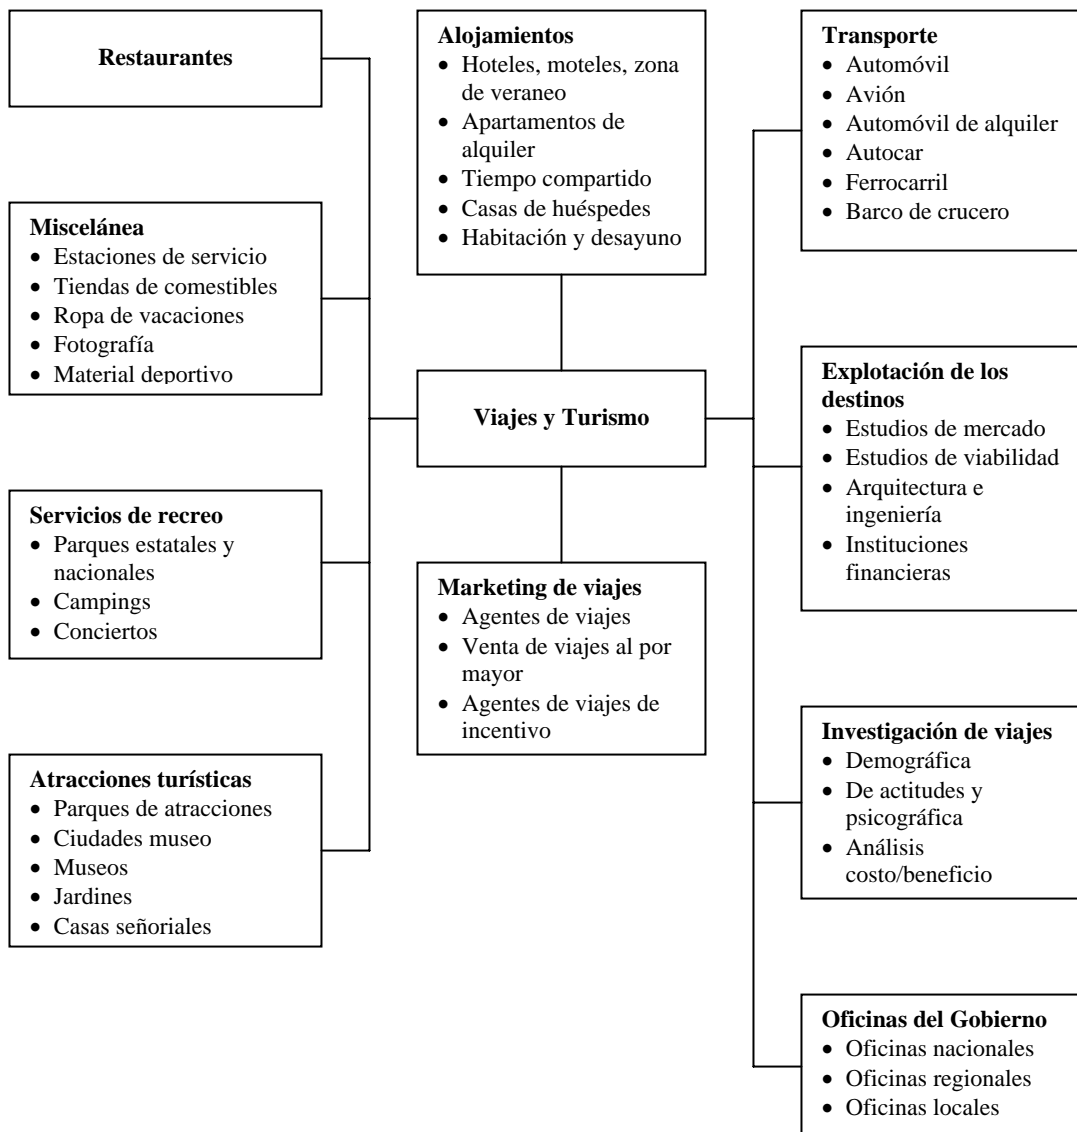 Restaurantes
Miscelánea
• Estaciones de servicio
• Tiendas de comestibles
• Ropa de vacaciones
• Fotografía
• Material deportivo
Servicios de recreo
• Parques estatales y
nacionales
• Campings
• Conciertos
Atracciones turísticas
• Parques de atracciones
• Ciudades museo
• Museos
• Jardines
• Casas señoriales
Alojamientos
• Hoteles, moteles, zona
de veraneo
• Apartamentos de
alquiler
• Tiempo compartido
• Casas de huéspedes
• Habitación y desayuno
Viajes y Turismo
Marketing de viajes
• Agentes de viajes
• Venta de viajes al por
mayor
• Agentes de viajes de
incentivo
Transporte
• Automóvil
• Avión
• Automóvil de alquiler
• Autocar
• Ferrocarril
• Barco de crucero
Explotación de los
destinos
• Estudios de mercado
• Estudios de viabilidad
• Arquitectura e
ingeniería
• Instituciones
financieras
Investigación de viajes
• Demográfica
• De actitudes y
psicográfica
• Análisis
costo/beneficio
Oficinas del Gobierno
• Oficinas nacionales
• Oficinas regionales
• Oficinas locales